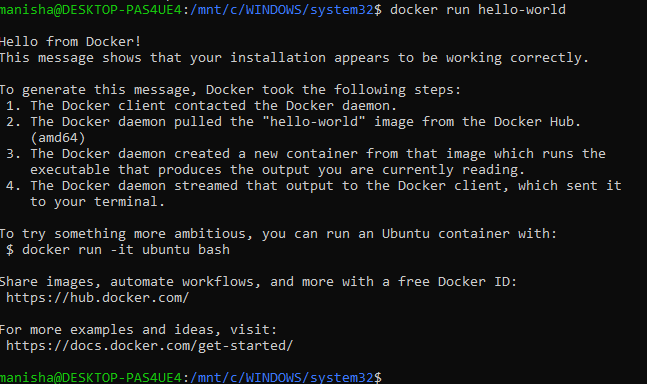 manisha@DESKTOP-PAS4UE4:/mnt/c/WINDOWS/system32$ docker run hello-world
Hello from Docker!
This message shows that your installation appears to be working correctly.
To generate this message, Docker took the following steps:
1. The Docker client contacted the Docker daemon.
2. The Docker daemon pulled the "hello-world" image from the Docker Hub.
(amd64)
3. The Docker daemon created a new container from that image which runs the
executable that produces the output you are currently reading.
4. The Docker daemon streamed that output to the Docker client, which sent it
to your terminal.
To try something more ambitious, you can run an Ubuntu container with:
$ docker run -it ubuntu bash
Share images, automate workflows, and more with a free Docker ID:
https://hub.docker.com/
For more examples and ideas, visit:
https://docs.docker.com/get-started/
manisha@DESKTOP-PAS4UE4:/mnt/c/WINDOWS/system32$